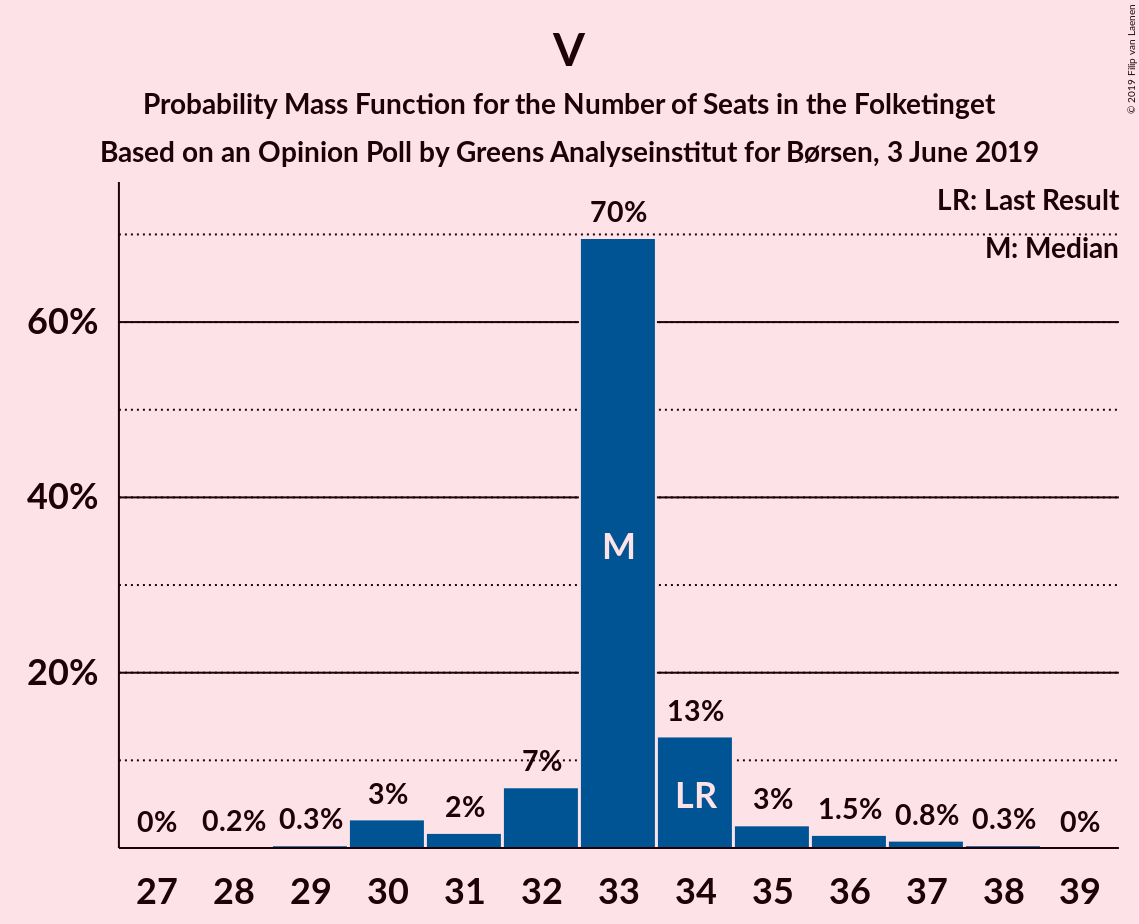 V
Probability Mass Function for the Number of Seats in the Folketinget
Based on an Opinion Poll by Greens Analyseinstitut for Børsen, 3 June 2019
© 2019 Filip van Laenen
LR: Last Result
M: Median
60%
40%
20%
0%
0.2%
0.3%
3%
2%
7%
70%
13%
3%
1.5%
0.8%
0.3%
0%
M
LR
27 28 29 30 31 32 33 34 35 36 37 38 39